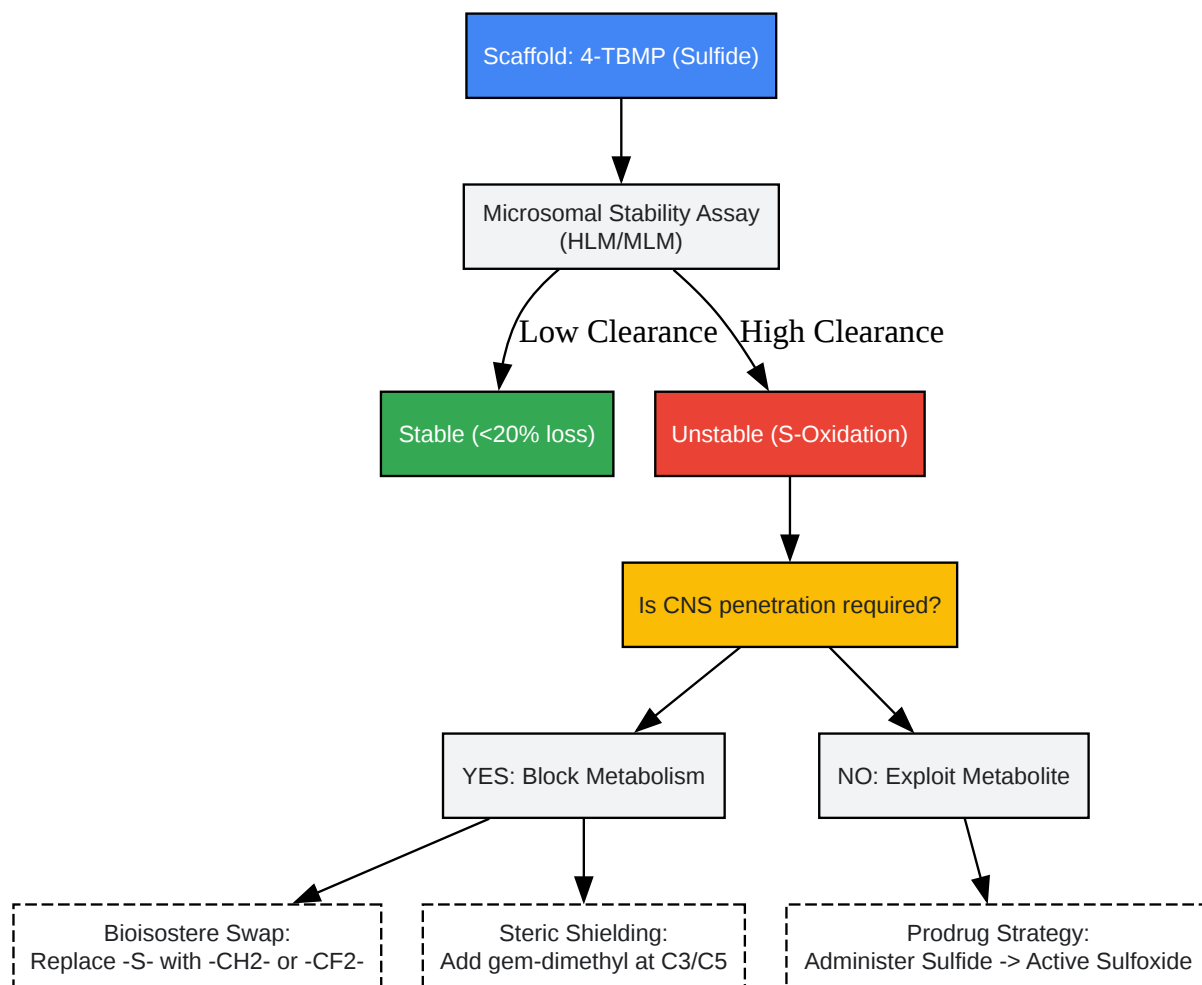 Scaffold: 4-TBMP (Sulfide)
Microsomal Stability Assay
(HLM/MLM)
Low Clearance
High Clearance
Stable (<20% loss)
Unstable (S-Oxidation)
Is CNS penetration required?
YES: Block Metabolism
NO: Exploit Metabolite
Bioisostere Swap:
Replace -S- with -CH2- or -CF2-
Steric Shielding:
Add gem-dimethyl at C3/C5
Prodrug Strategy:
Administer Sulfide -> Active Sulfoxide